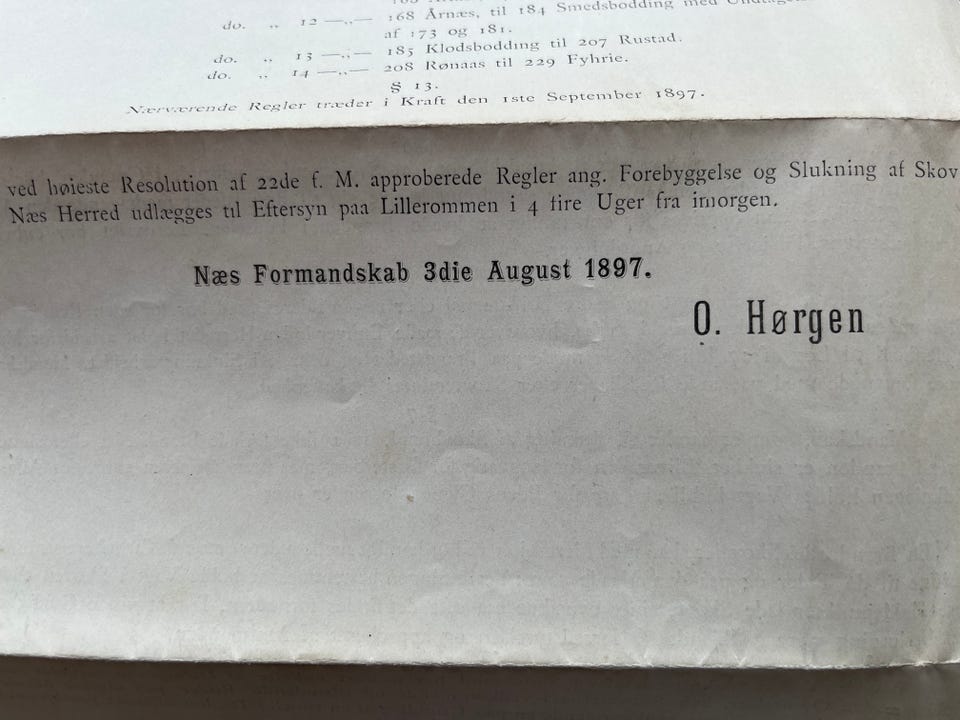 do. „ 12 —„— 168 Årnæs, til 184 Smedsbodding med
af 173 og 181.
do. „ 13 —„— 185 Klodsbodding til 207 Rustad.
do. „ 14 —„— 208 Rønaas til 229 Fyhrie.
§ 13.
Nærværende Regler træder i Kraft den 1ste September 1897.
ved høieste Resolution af 22de f. M. approberede Regler ang. Forebyggelse og Slukning af Skov
Næs Herred udlægges til Eftersyn paa Lillerommen i 4 fire Uger fra imorgen.
Næs Formandskab 3die August 1897.
O. Hørgen